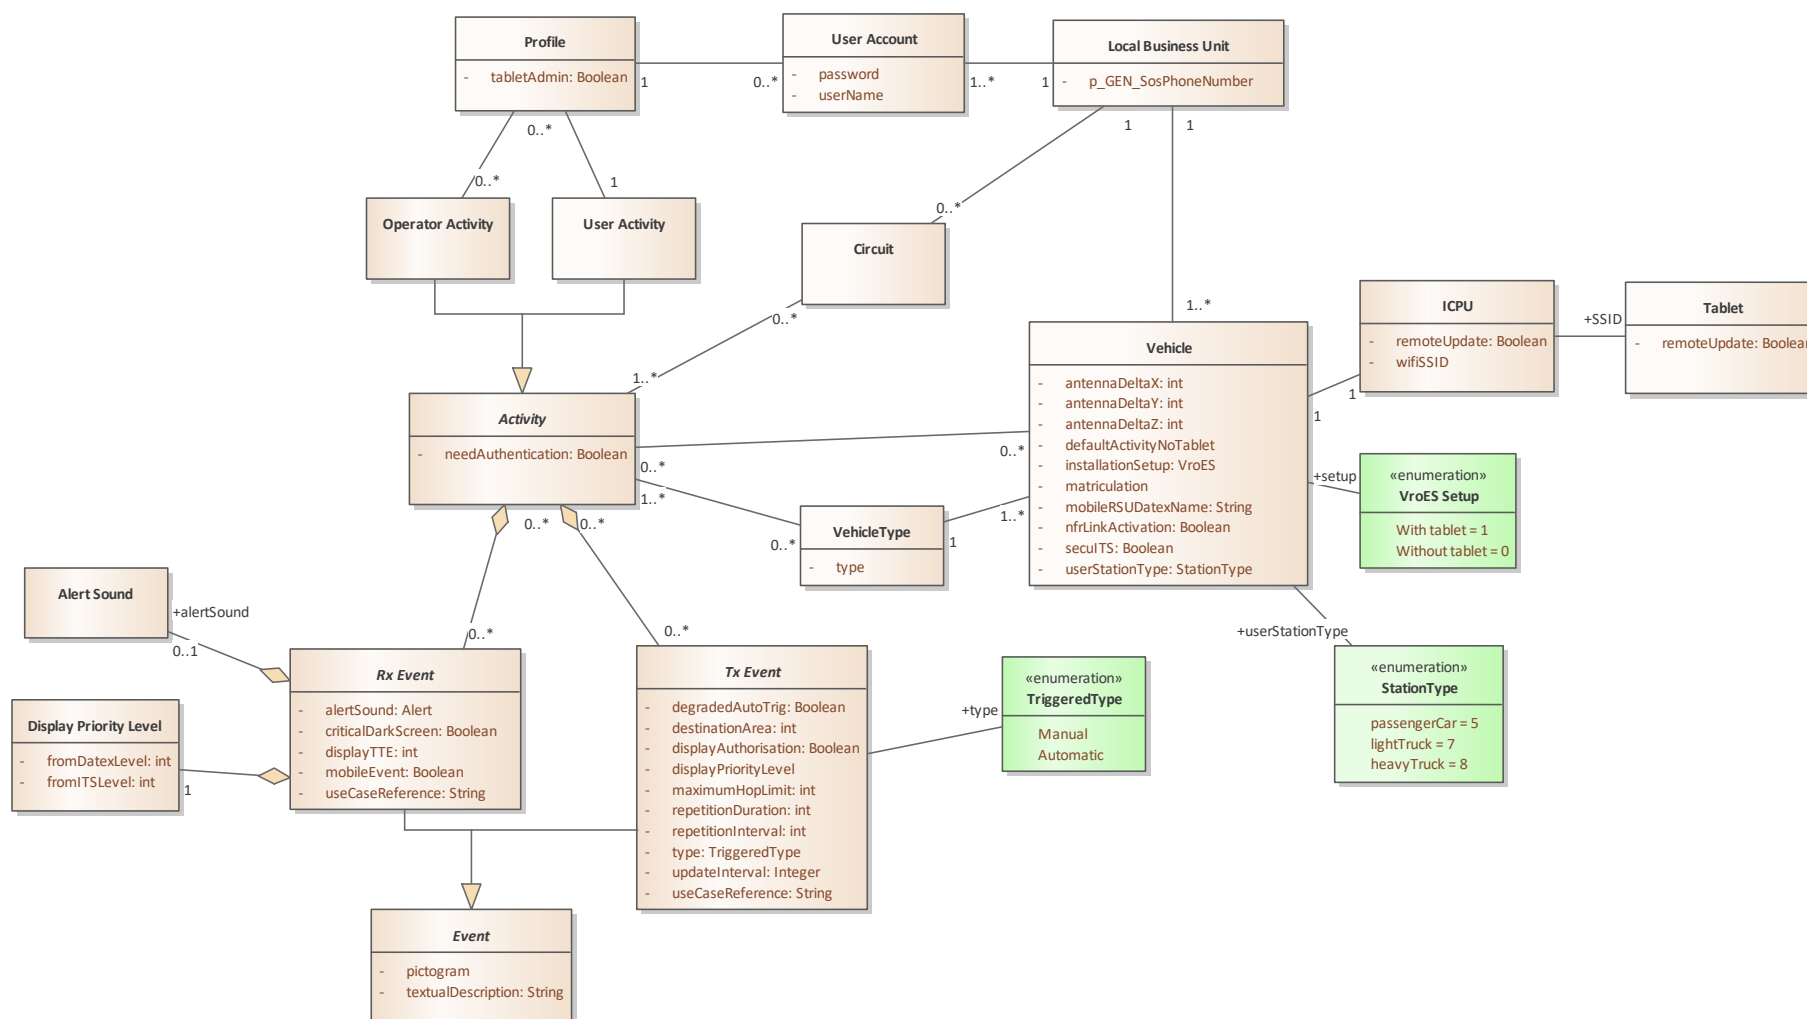 Profile
- tabletAdmin: Boolean
1
0..*
User Account
- password
- userName
0..*
1..*
1
Local Business Unit
- p_GEN_SosPhoneNumber
1
1
0..*
1
Operator Activity
User Activity
0..*
Circuit
0..*
1..*
1..*
Activity
- needAuthentication: Boolean
0..*
0..*
1..*
0..*
0..*
Vehicle
- antennaDeltaX: int
- antennaDeltaY: int
- antennaDeltaZ: int
- defaultActivityNoTablet
- installationSetup: VroES
- matriculation
- mobileRSUDatexName: String
- nfrLinkActivation: Boolean
- secuITS: Boolean
- userStationType: StationType
1
1
ICPU
- remoteUpdate: Boolean
- wifiSSID
+SSID
Tablet
- remoteUpdate: Boolean
+setup
«enumeration»
VroES Setup
With tablet = 1
Without tablet = 0
1..*
1
0..*
VehicleType
- type
+userStationType
«enumeration»
StationType
passengerCar = 5
lightTruck = 7
heavyTruck = 8
Alert Sound
+alertSound
0..1
0..*
0..*
Rx Event
- alertSound: Alert
- criticalDarkScreen: Boolean
- displayTTE: int
- mobileEvent: Boolean
- useCaseReference: String
Display Priority Level
- fromDatexLevel: int
- fromITSLevel: int
1
Tx Event
- degradedAutoTrig: Boolean
- destinationArea: int
- displayAuthorisation: Boolean
- displayPriorityLevel
- maximumHopLimit: int
- repetitionDuration: int
- repetitionInterval: int
- type: TriggeredType
- updateInterval: Integer
- useCaseReference: String
+type
«enumeration»
TriggeredType
Manual
Automatic
Event
- pictogram
- textualDescription: String